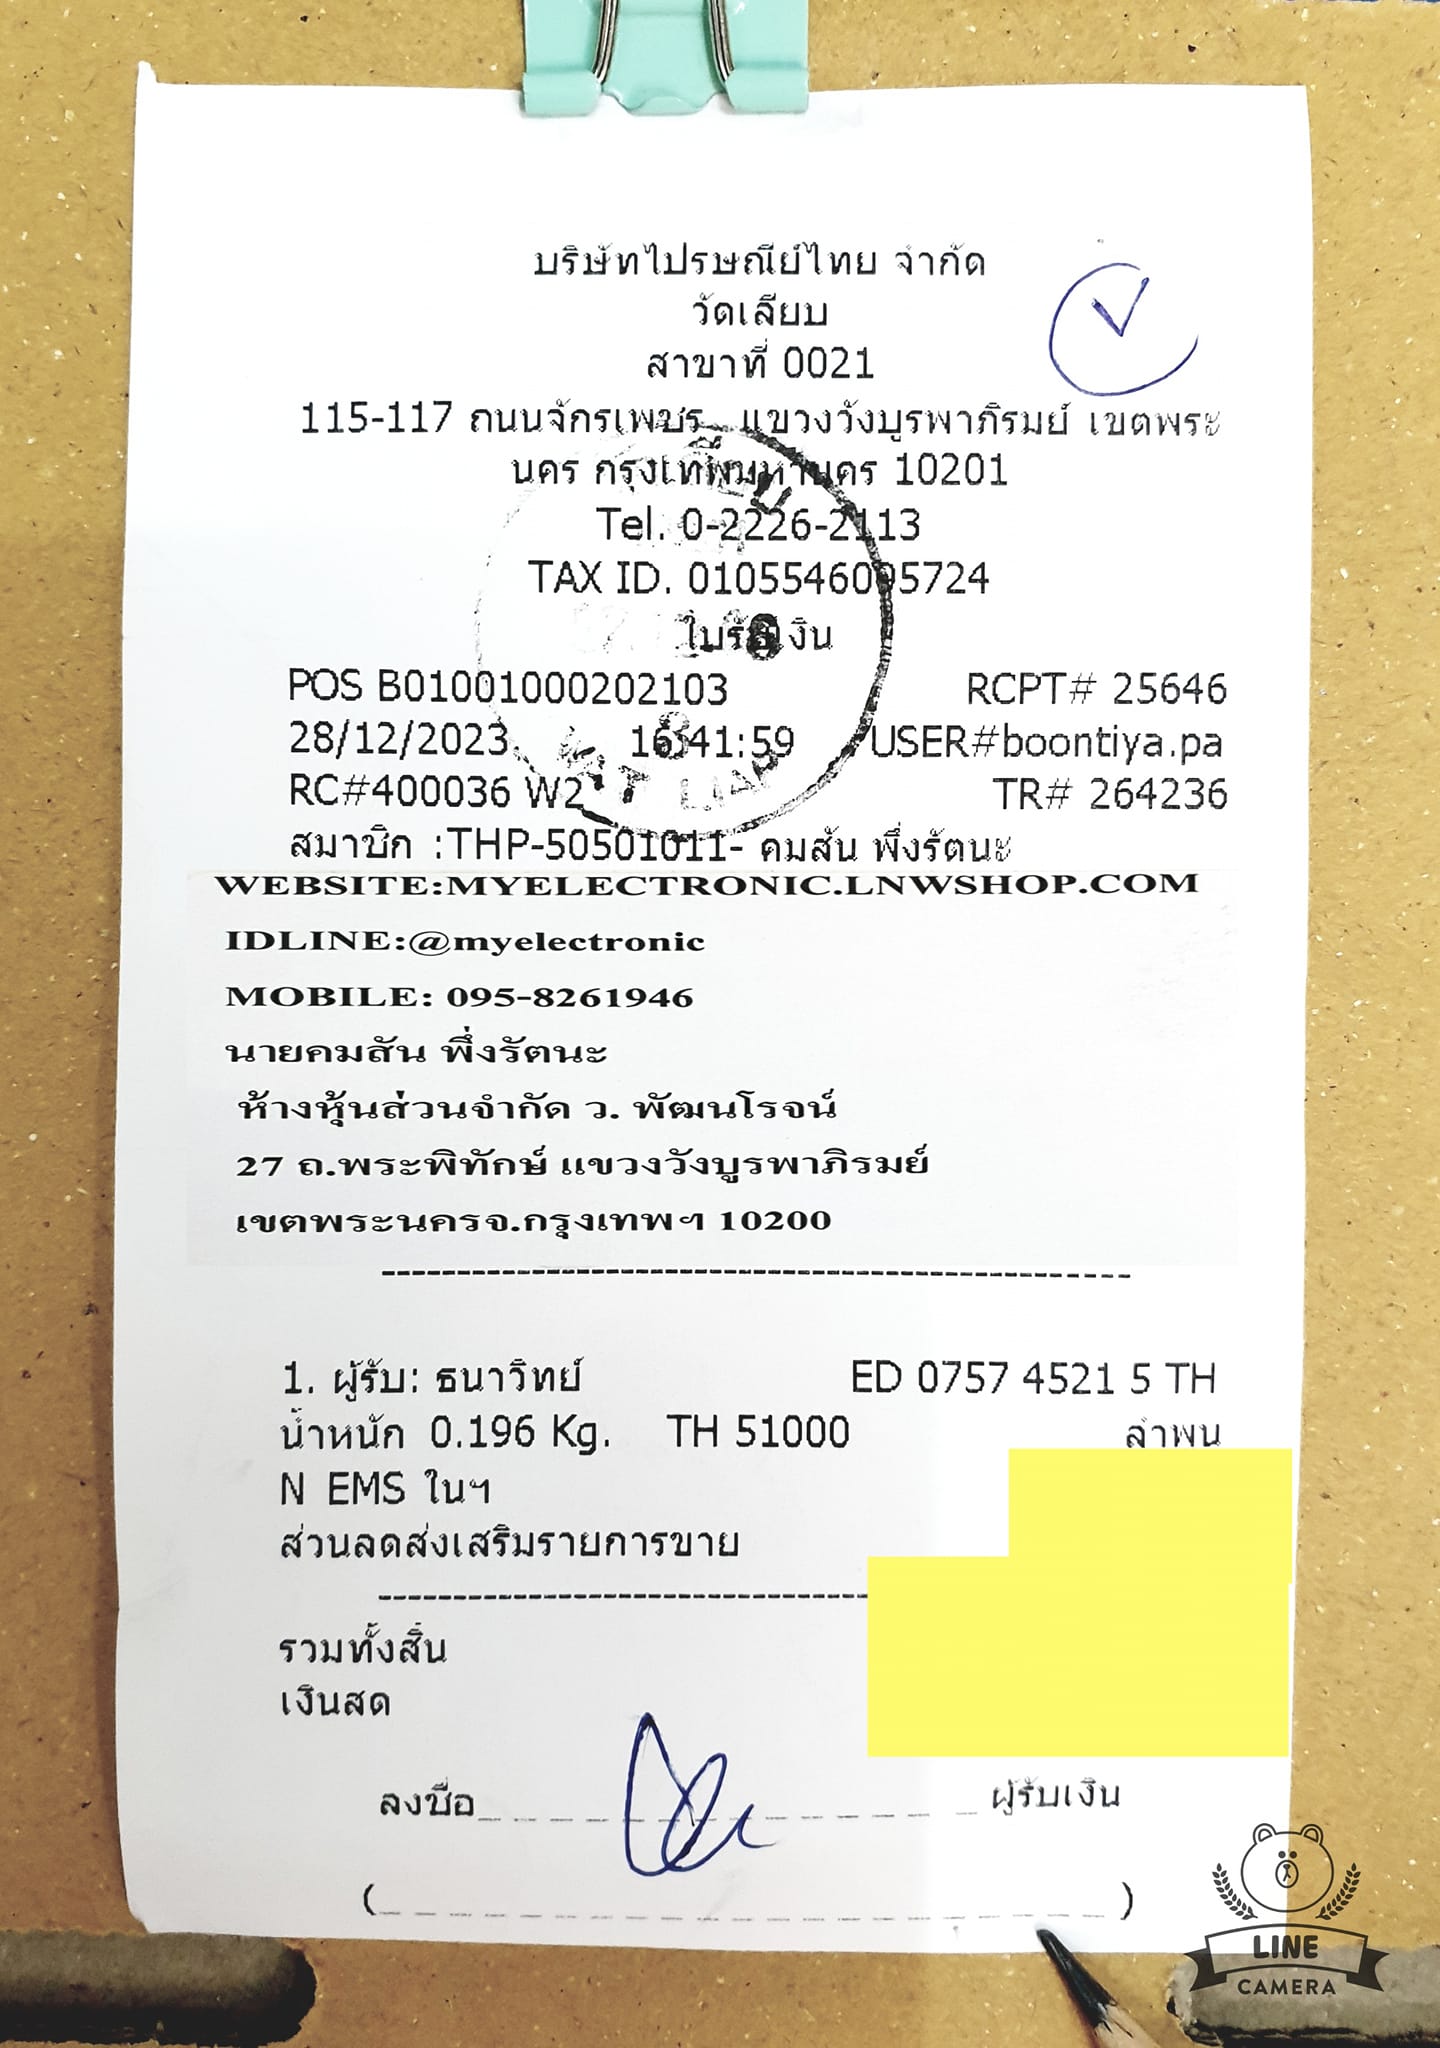 บริษัทไปรษณีย์ไทย จำกัด
วัดเลียบ
สาขาที่ 0021
115-117 ถนนจักรเพชร แขวงวังบูรพาภิรมย์ เขตพระ
นคร กรุงเทพมหานคร 10201
Tel. 0-2226-2113
TAX ID. 0105546095724
ใบรับเงิน
POS B01001000202103 RCPT# 25646
28/12/2023 16:41:59 USER#boontiya.pa
RC#400036 W2 TR# 264236
สมาชิก :THP-50501011- คมสัน พึ่งรัตนะ
WEBSITE:MYELECTRONIC.LNWSHOP.COM
IDLINE:@myelectronic
MOBILE: 095-8261946
นายคมสัน พึ่งรัตนะ
ห้างหุ้นส่วนจำกัด ว. พัฒนโรจน์
27 ถ.พระพิทักษ์ แขวงวังบูรพาภิรมย์
เขตพระนครจ.กรุงเทพฯ 10200
1. ผู้รับ: ธนาวิทย์ ED 0757 4521 5 TH
น้ำหนัก 0.196 Kg. TH 51000 ลำพูน
N EMS ในฯ
ส่วนลดส่งเสริมรายการขาย
รวมทั้งสิ้น
เงินสด
ลงชื่อ ผู้รับเงิน
( )
LINE
CAMERA